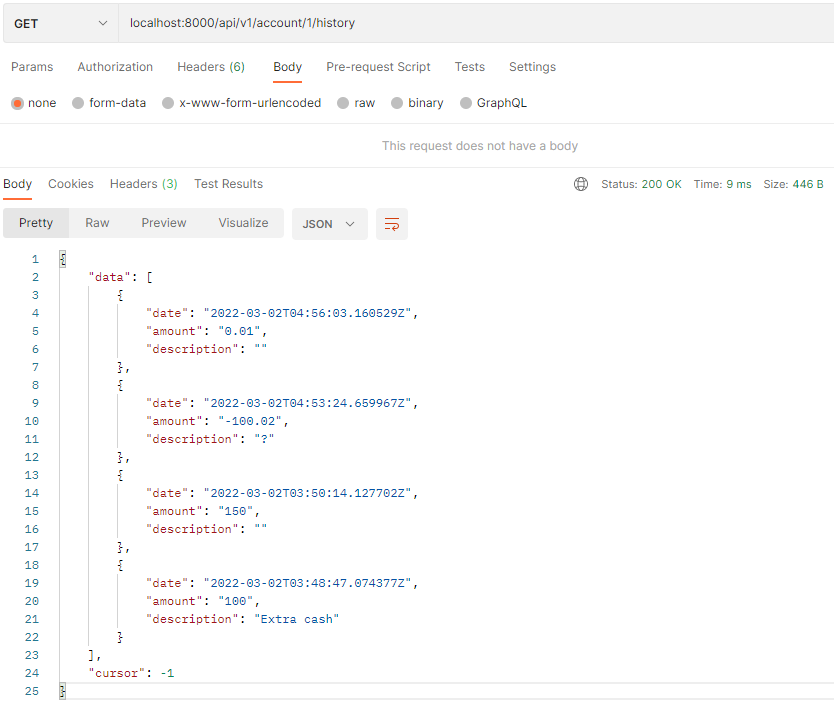 GET localhost:8000/api/v1/account/1/history
Params Authorization Headers (6) Body Pre-request Script Tests Settings
none form-data x-www-form-urlencoded raw binary GraphQL
This request does not have a body
Body Cookies Headers (3) Test Results Status: 200 OK Time: 9 ms Size: 446 B
Pretty Raw Preview Visualize JSON
1 {
2 "data": [
3 {
4 "date": "2022-03-02T04:56:03.160529Z",
5 "amount": "0.01",
6 "description": ""
7 },
8 {
9 "date": "2022-03-02T04:53:24.659967Z",
10 "amount": "-100.02",
11 "description": "?"
12 },
13 {
14 "date": "2022-03-02T03:50:14.127702Z",
15 "amount": "150",
16 "description": ""
17 },
18 {
19 "date": "2022-03-02T03:48:47.074377Z",
20 "amount": "100",
21 "description": "Extra cash"
22 }
23 ],
24 "cursor": -1
25 }